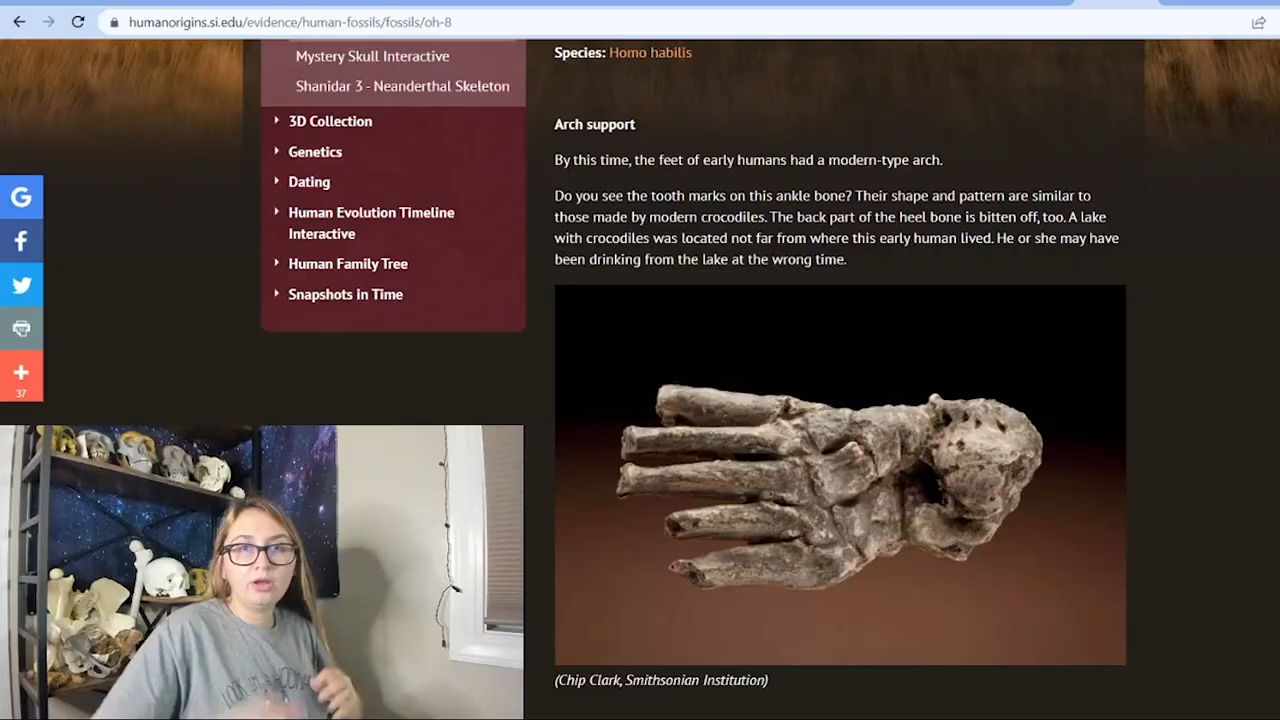 humanorigins.si.edu/evidence/human-fossils/fossils/oh-8
Mystery Skull Interactive
Shanidar 3 - Neanderthal Skeleton
3D Collection
Genetics
Dating
Human Evolution Timeline
Interactive
Human Family Tree
Snapshots in Time
37
Species: Homo habilis
Arch support
By this time, the feet of early humans had a modern-type arch.
Do you see the tooth marks on this ankle bone? Their shape and pattern are similar to
those made by modern crocodiles. The back part of the heel bone is bitten off, too. A lake
with crocodiles was located not far from where this early human lived. He or she may have
been drinking from the lake at the wrong time.
(Chip Clark, Smithsonian Institution)